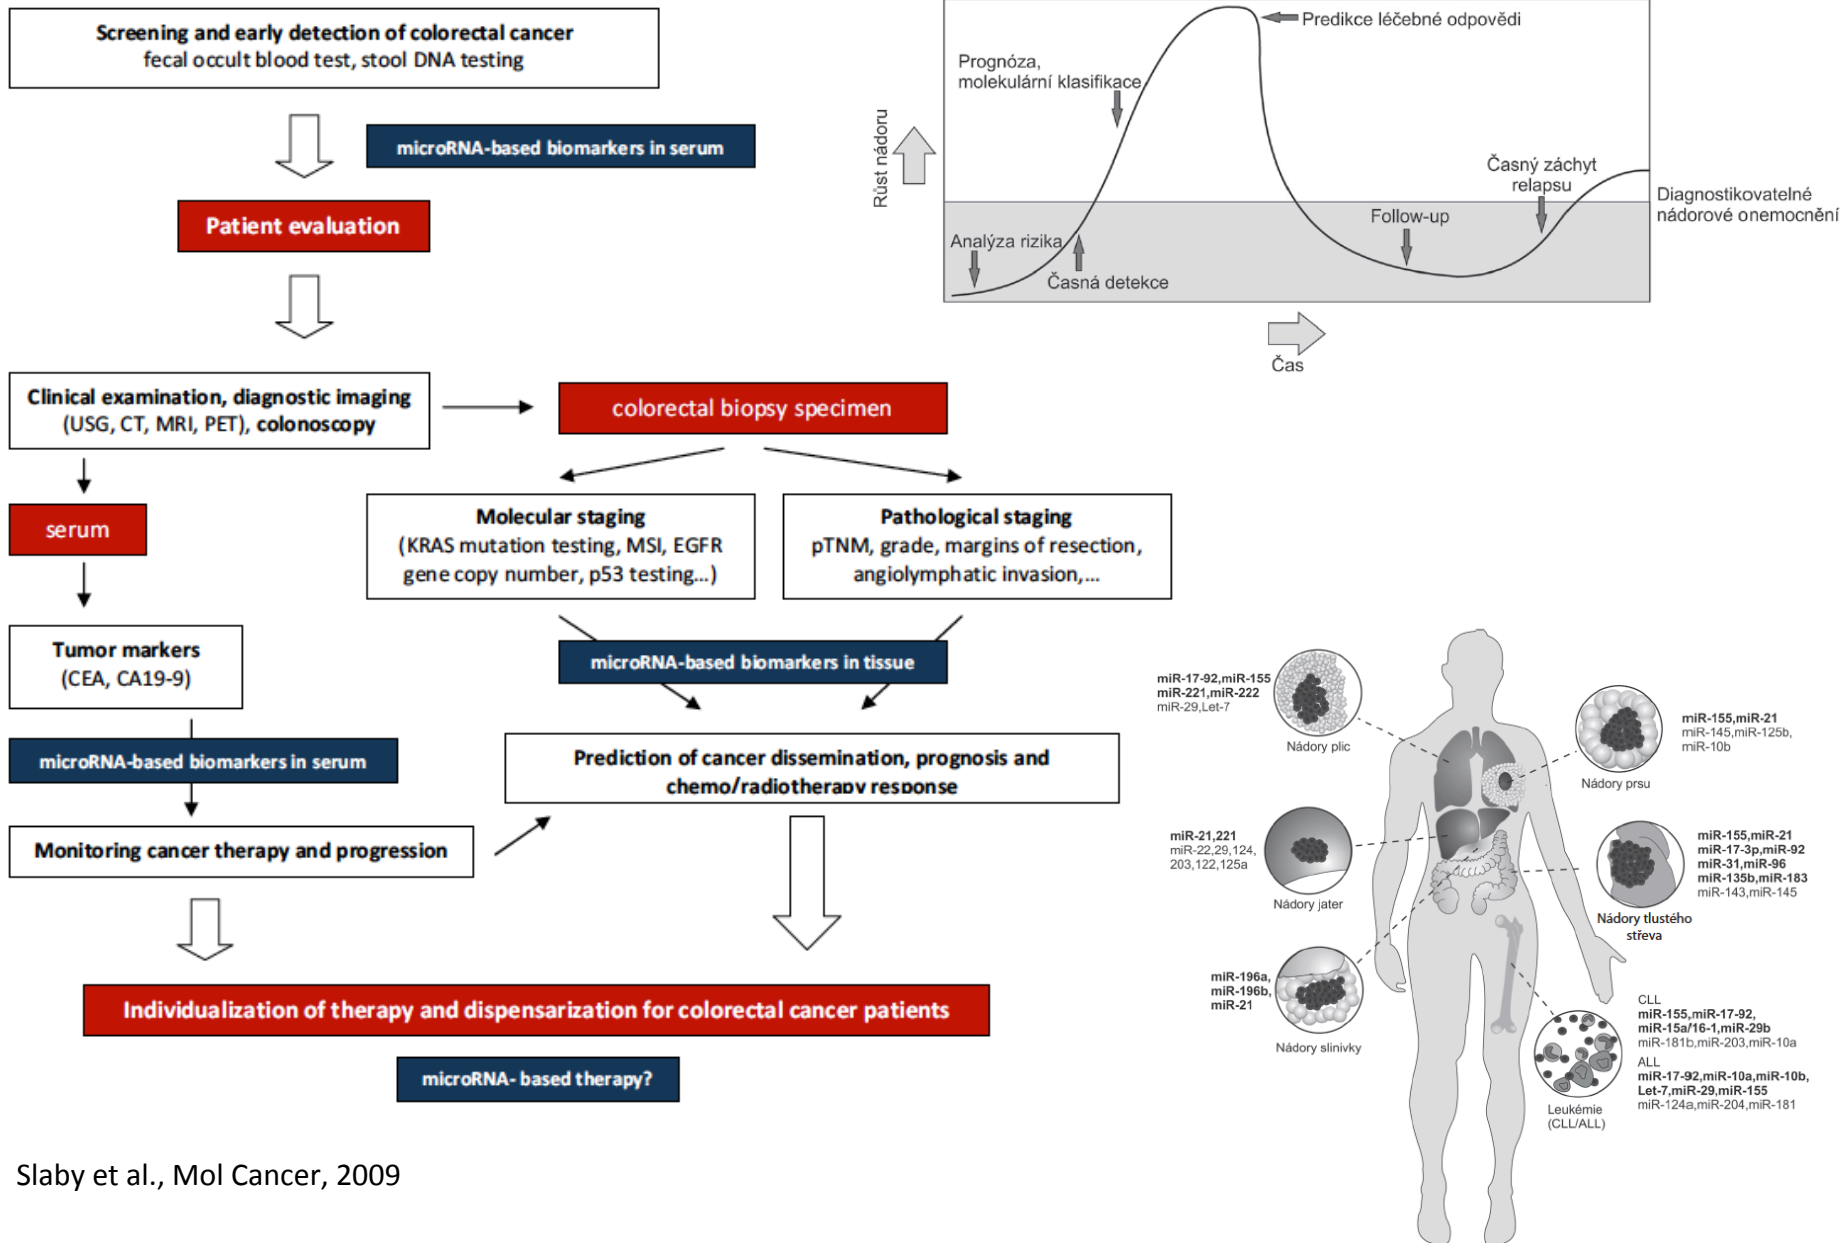 Screening and early detection of colorectal cancer
fecal occult blood test, stool DNA testing
microRNA-based biomarkers in serum
Patient evaluation
Clinical examination, diagnostic imaging
(USG, CT, MRI, PET), colonoscopy
colorectal biopsy specimen
serum
Molecular staging
(KRAS mutation testing, MSI, EGFR
gene copy number, p53 testing...)
Pathological staging
pTNM, grade, margins of resection,
angiolymphatic invasion,...
Tumor markers
(CEA, CA19-9)
microRNA-based biomarkers in tissue
microRNA-based biomarkers in serum
Prediction of cancer dissemination, prognosis and
chemo/radiotherapy response
Monitoring cancer therapy and progression
Individualization of therapy and dispensarization for colorectal cancer patients
microRNA- based therapy?
Slaby et al., Mol Cancer, 2009
Růst nádoru
Predikce léčebné odpovědi
Prognóza,
molekulární klasifikace
Časný záchyt
relapsu
Diagnostikovatelné
nádorové onemocnění
Follow-up
Analýza rizika
Časná detekce
Čas
miR-17-92,miR-155
miR-221,miR-222
miR-29,Let-7
Nádory plic
miR-155,miR-21
miR-145,miR-125b,
miR-10b
Nádory prsu
miR-21,221
miR-22,29,124,
203,122,125a
Nádory jater
miR-155,miR-21
miR-17-3p,miR-92
miR-31,miR-96
miR-135b,miR-183
miR-143,miR-145
Nádory tlustého
střeva
miR-196a,
miR-196b,
miR-21
Nádory slinivky
CLL
miR-155,miR-17-92,
miR-15a/16-1,miR-29b
miR-181b,miR-203,miR-10a
ALL
miR-17-92,miR-10a,miR-10b,
Let-7,miR-29,miR-155
miR-124a,miR-204,miR-181
Leukémie
(CLL/ALL)